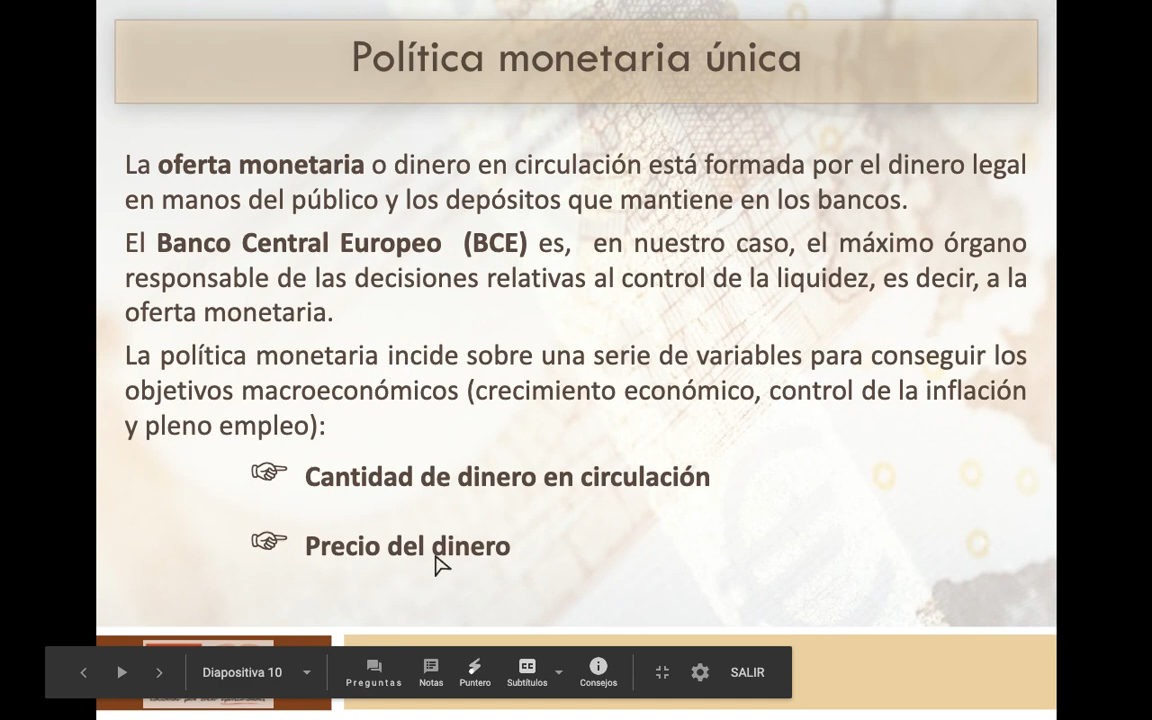 Política monetaria única
La oferta monetaria o dinero en circulación está formada por el dinero legal
en manos del público y los depósitos que mantiene en los bancos.
El Banco Central Europeo (BCE) es, en nuestro caso, el máximo órgano
responsable de las decisiones relativas al control de la liquidez, es decir, a la
oferta monetaria.
La política monetaria incide sobre una serie de variables para conseguir los
objetivos macroeconómicos (crecimiento económico, control de la inflación
y pleno empleo):
Cantidad de dinero en circulación
Precio del dinero
Diapositiva 10
Preguntas
Notas
Puntero
Subtítulos
Consejos
SALIR